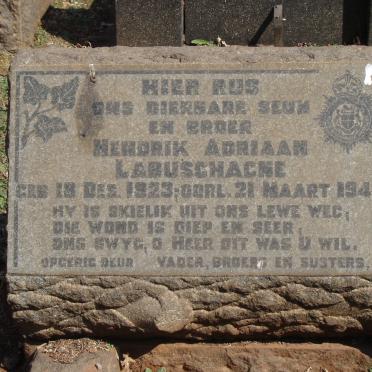 HIER RUS
ONS DIERBARE SEUN
EN BROER
HENDRIK ADRIAAN
LABUSCHAGNE
GEB 18 DES. 1923; OORL. 21 MAART 194
HY IS SKIELIK UIT ONS LEWE WEG,
DIE WOND IS DIEP EN SEER,
ONS SWYG, O HEER DIT WAS U WIL.
OPGERIG DEUR VADER, BROERS EN SUSTERS.